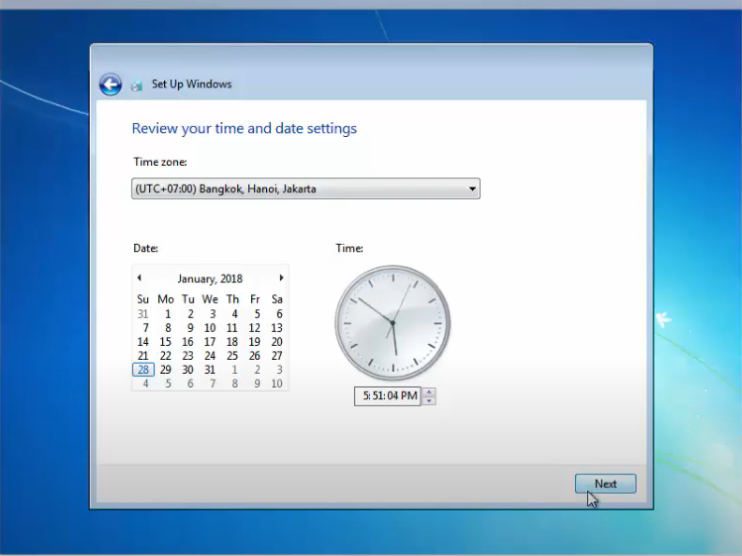 Set Up Windows
Review your time and date settings
Time zone:
(UTC+07:00) Bangkok, Hanoi, Jakarta
Date:
Time:
January, 2018
Su Mo Tu We Th Fr Sa
31 1 2 3 4 5 6
7 8 9 10 11 12 13
14 15 16 17 18 19 20
21 22 23 24 25 26 27
28 29 30 31 1 2 3
4 5 6 7 8 9 10
5:51:04 PM
Next